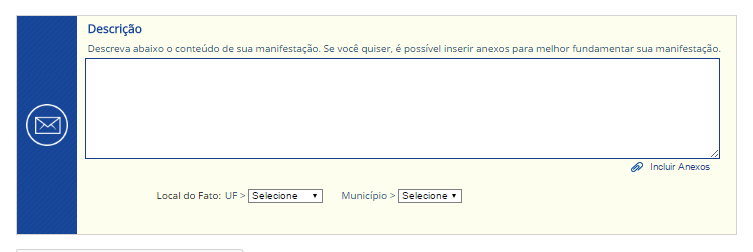 Descrição
Descreva abaixo o conteúdo de sua manifestação. Se você quiser, é possível inserir anexos para melhor fundamentar sua manifestação.
Incluir Anexos
Local do Fato: UF > Selecione Município > Selecione